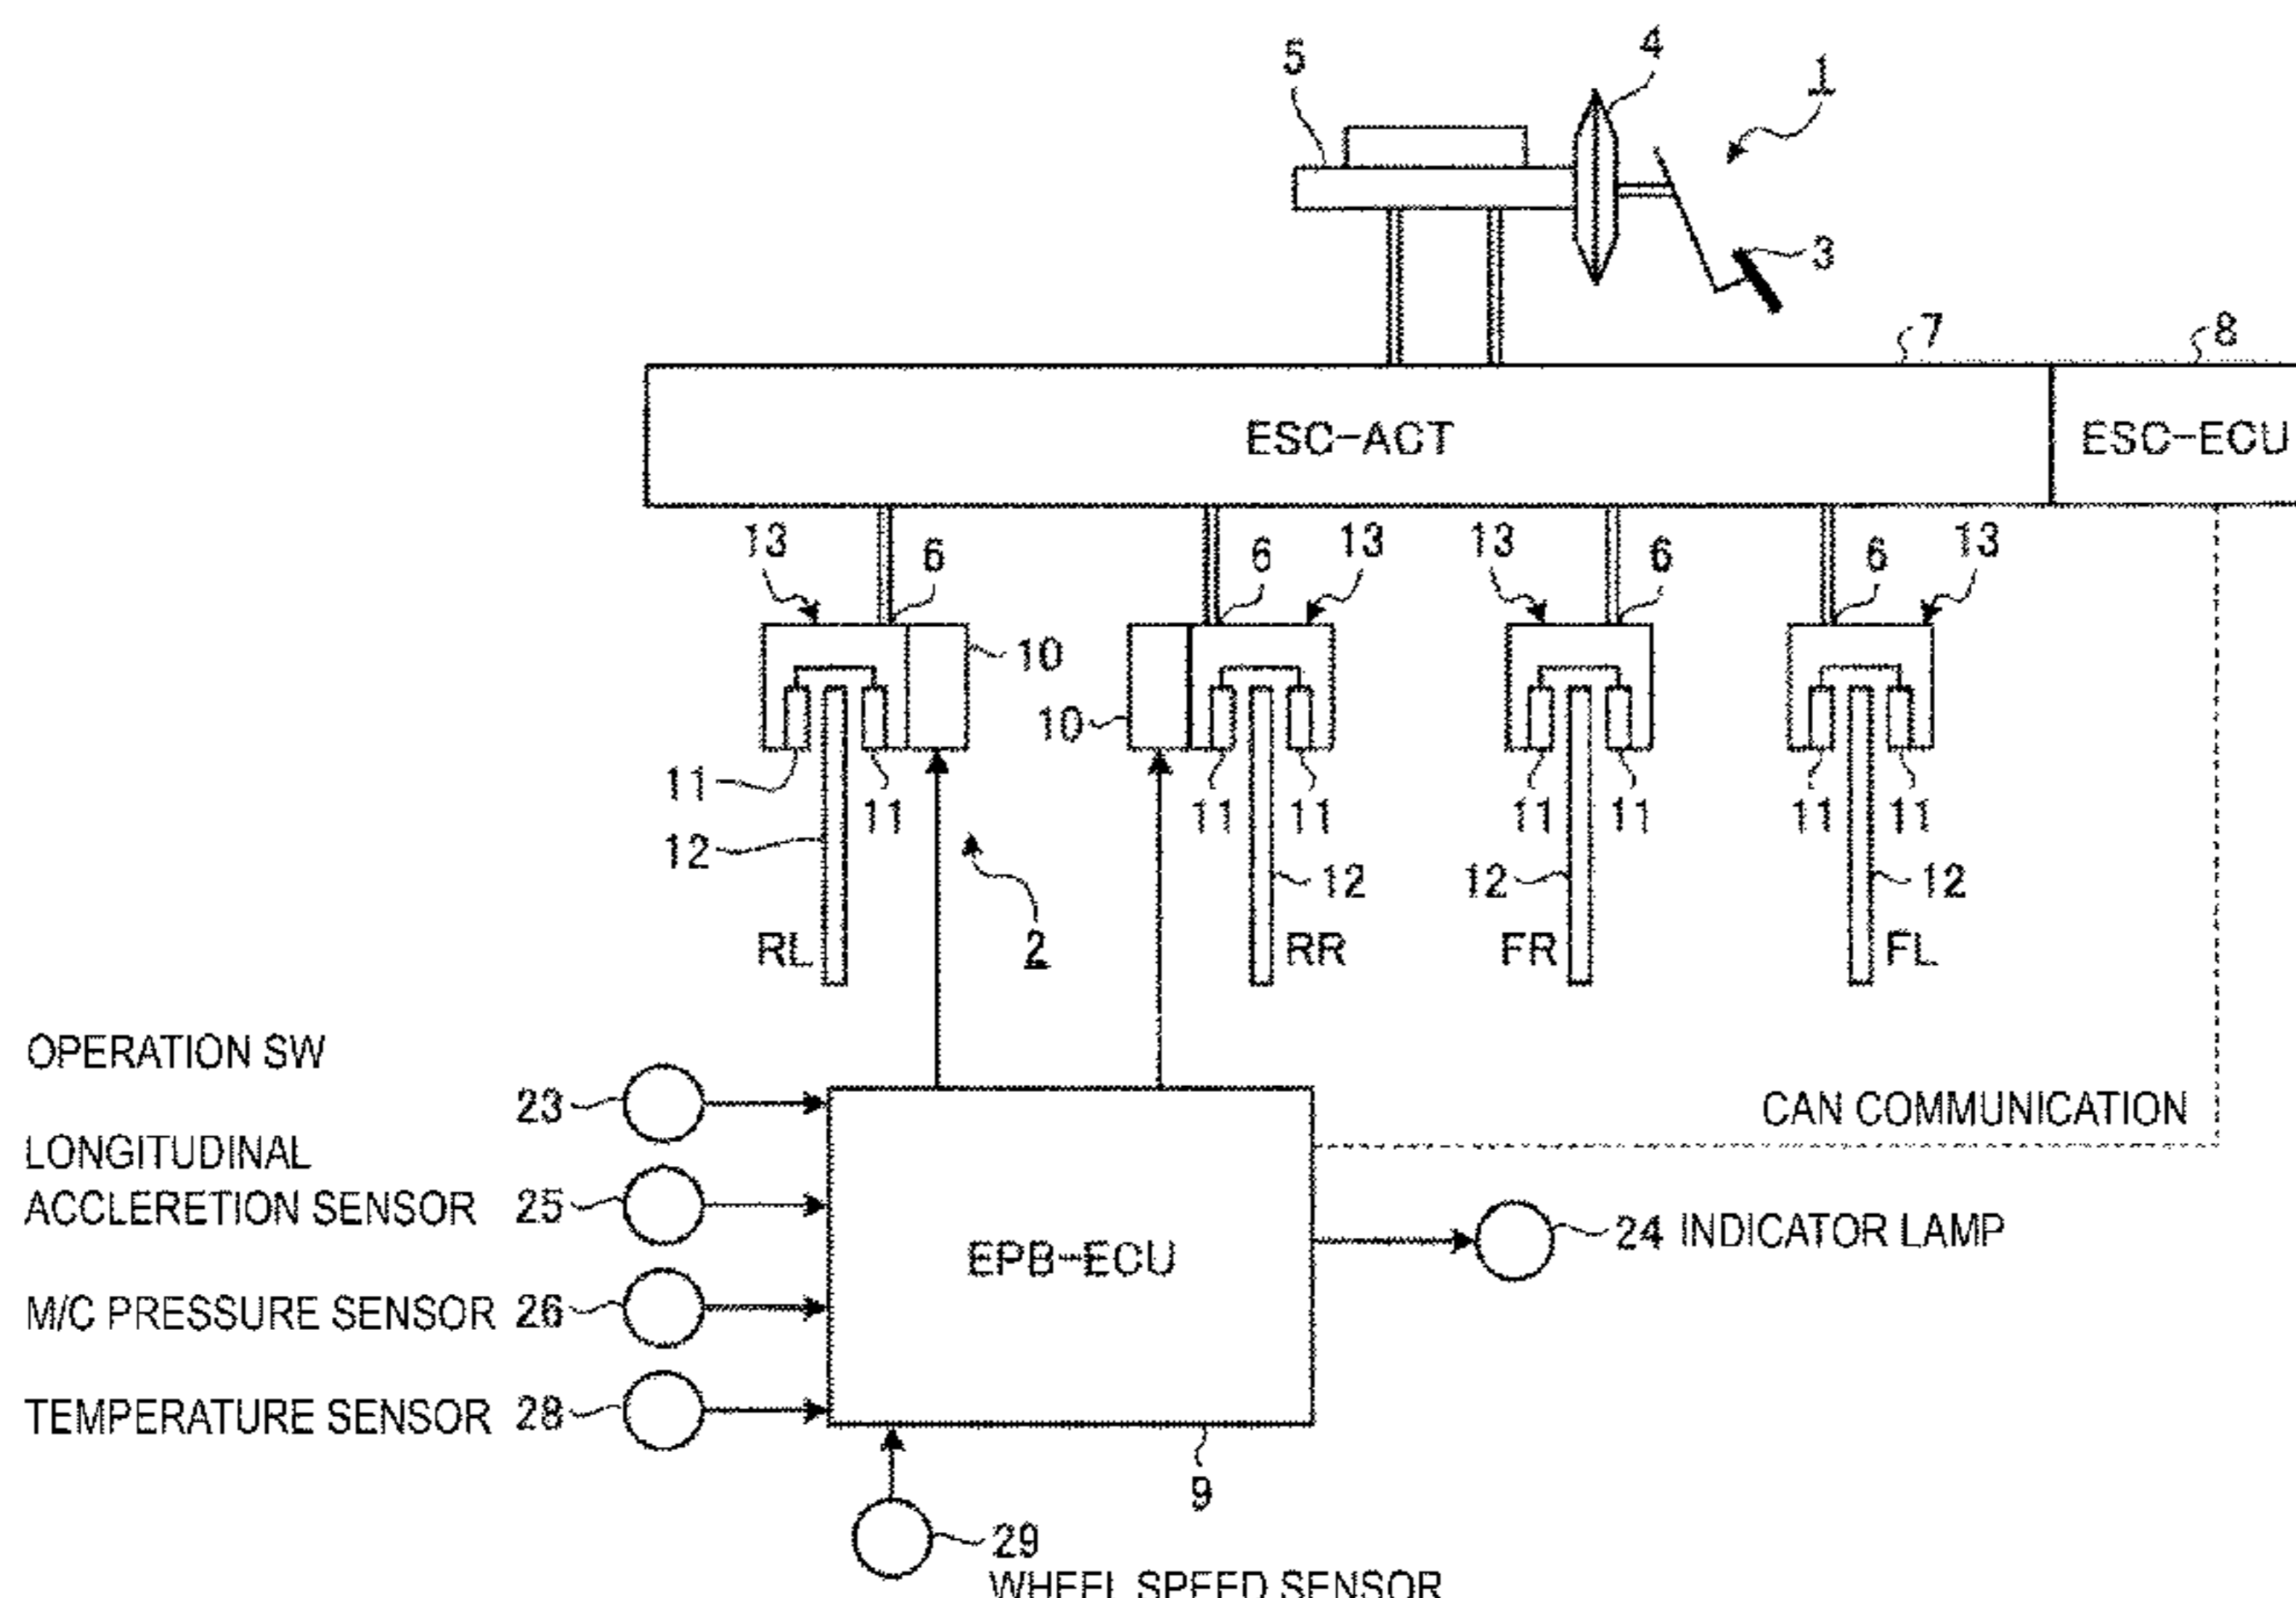 5
4
1
3
7
8
ESC-ACT
ESC-ECU
13
6
6
13
13
6
6
13
10
10
11
11
11
11
11
11
11
11
12
12
12
12
RL
2
RR
FR
FL
OPERATION SW
23
CAN COMMUNICATION
LONGITUDINAL
ACCLERETION SENSOR 25
EPB-ECU
24 INDICATOR LAMP
M/C PRESSURE SENSOR 26
TEMPERATURE SENSOR 28
9
29
WHEEL SPEED SENSOR